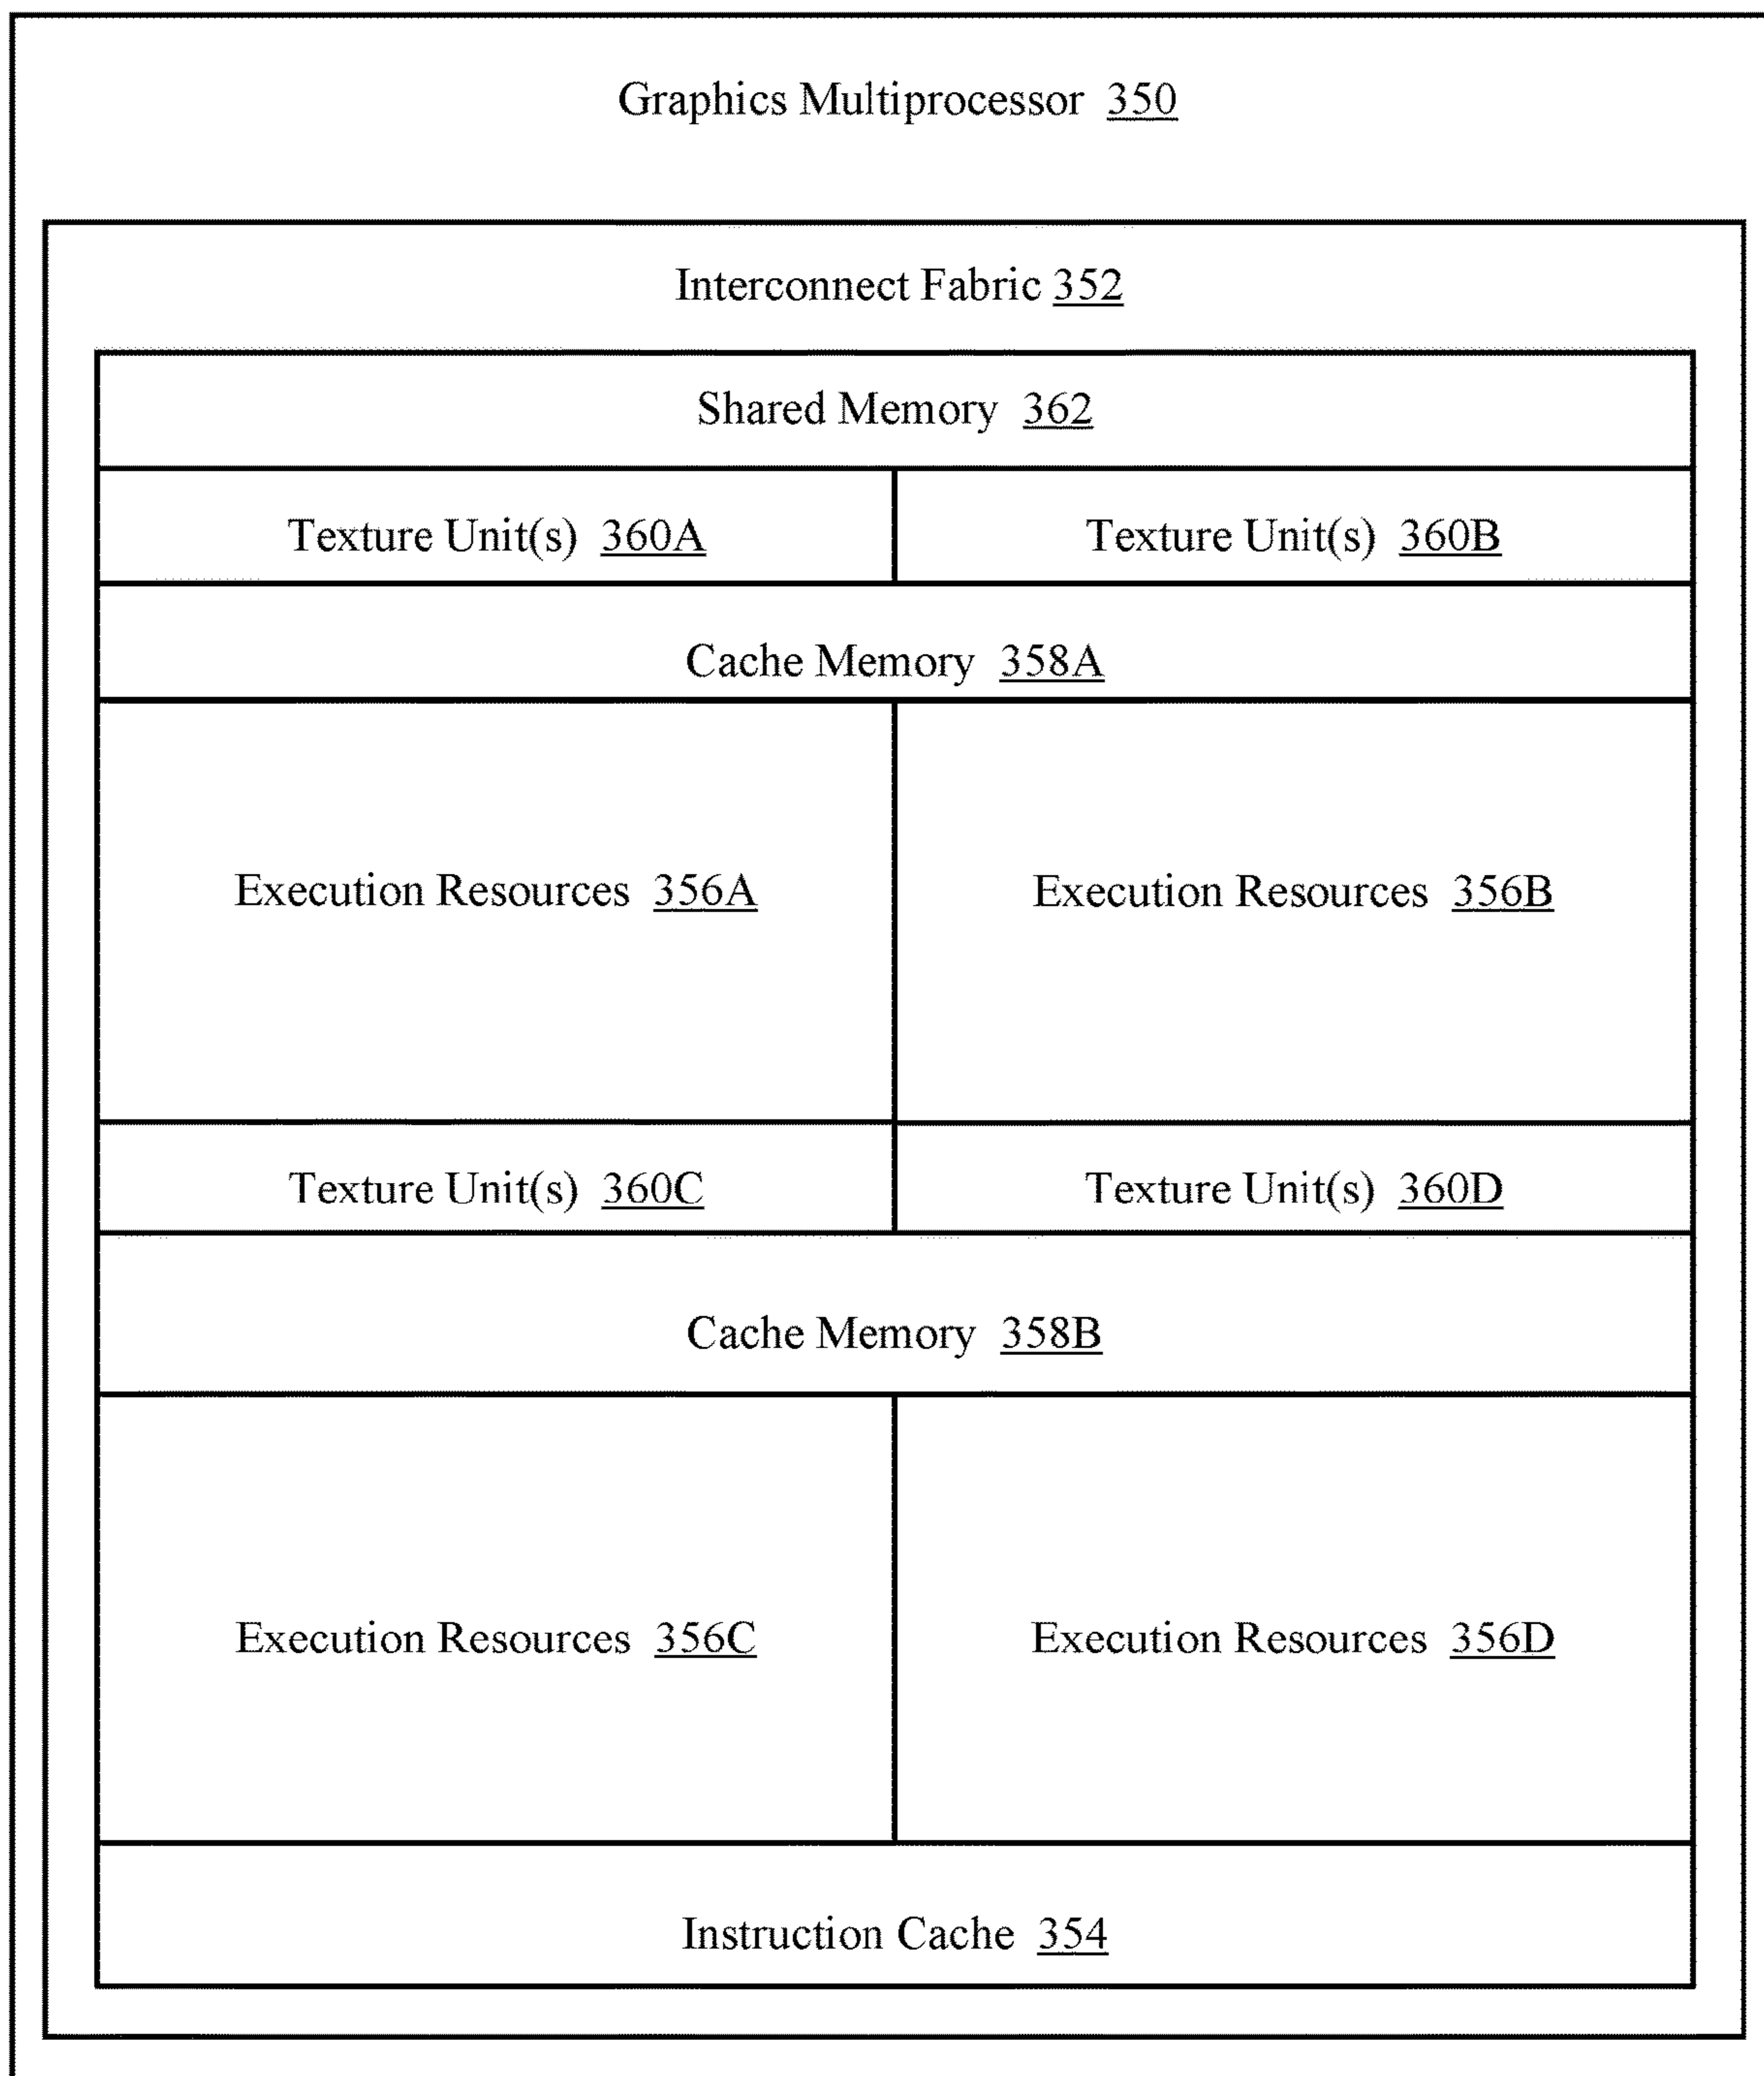 Graphics Multiprocessor 350
Interconnect Fabric 352
Shared Memory 362
Texture Unit(s) 360A Texture Unit(s) 360B
Cache Memory 358A
Execution Resources 356A Execution Resources 356B
Texture Unit(s) 360C Texture Unit(s) 360D
Cache Memory 358B
Execution Resources 356C Execution Resources 356D
Instruction Cache 354